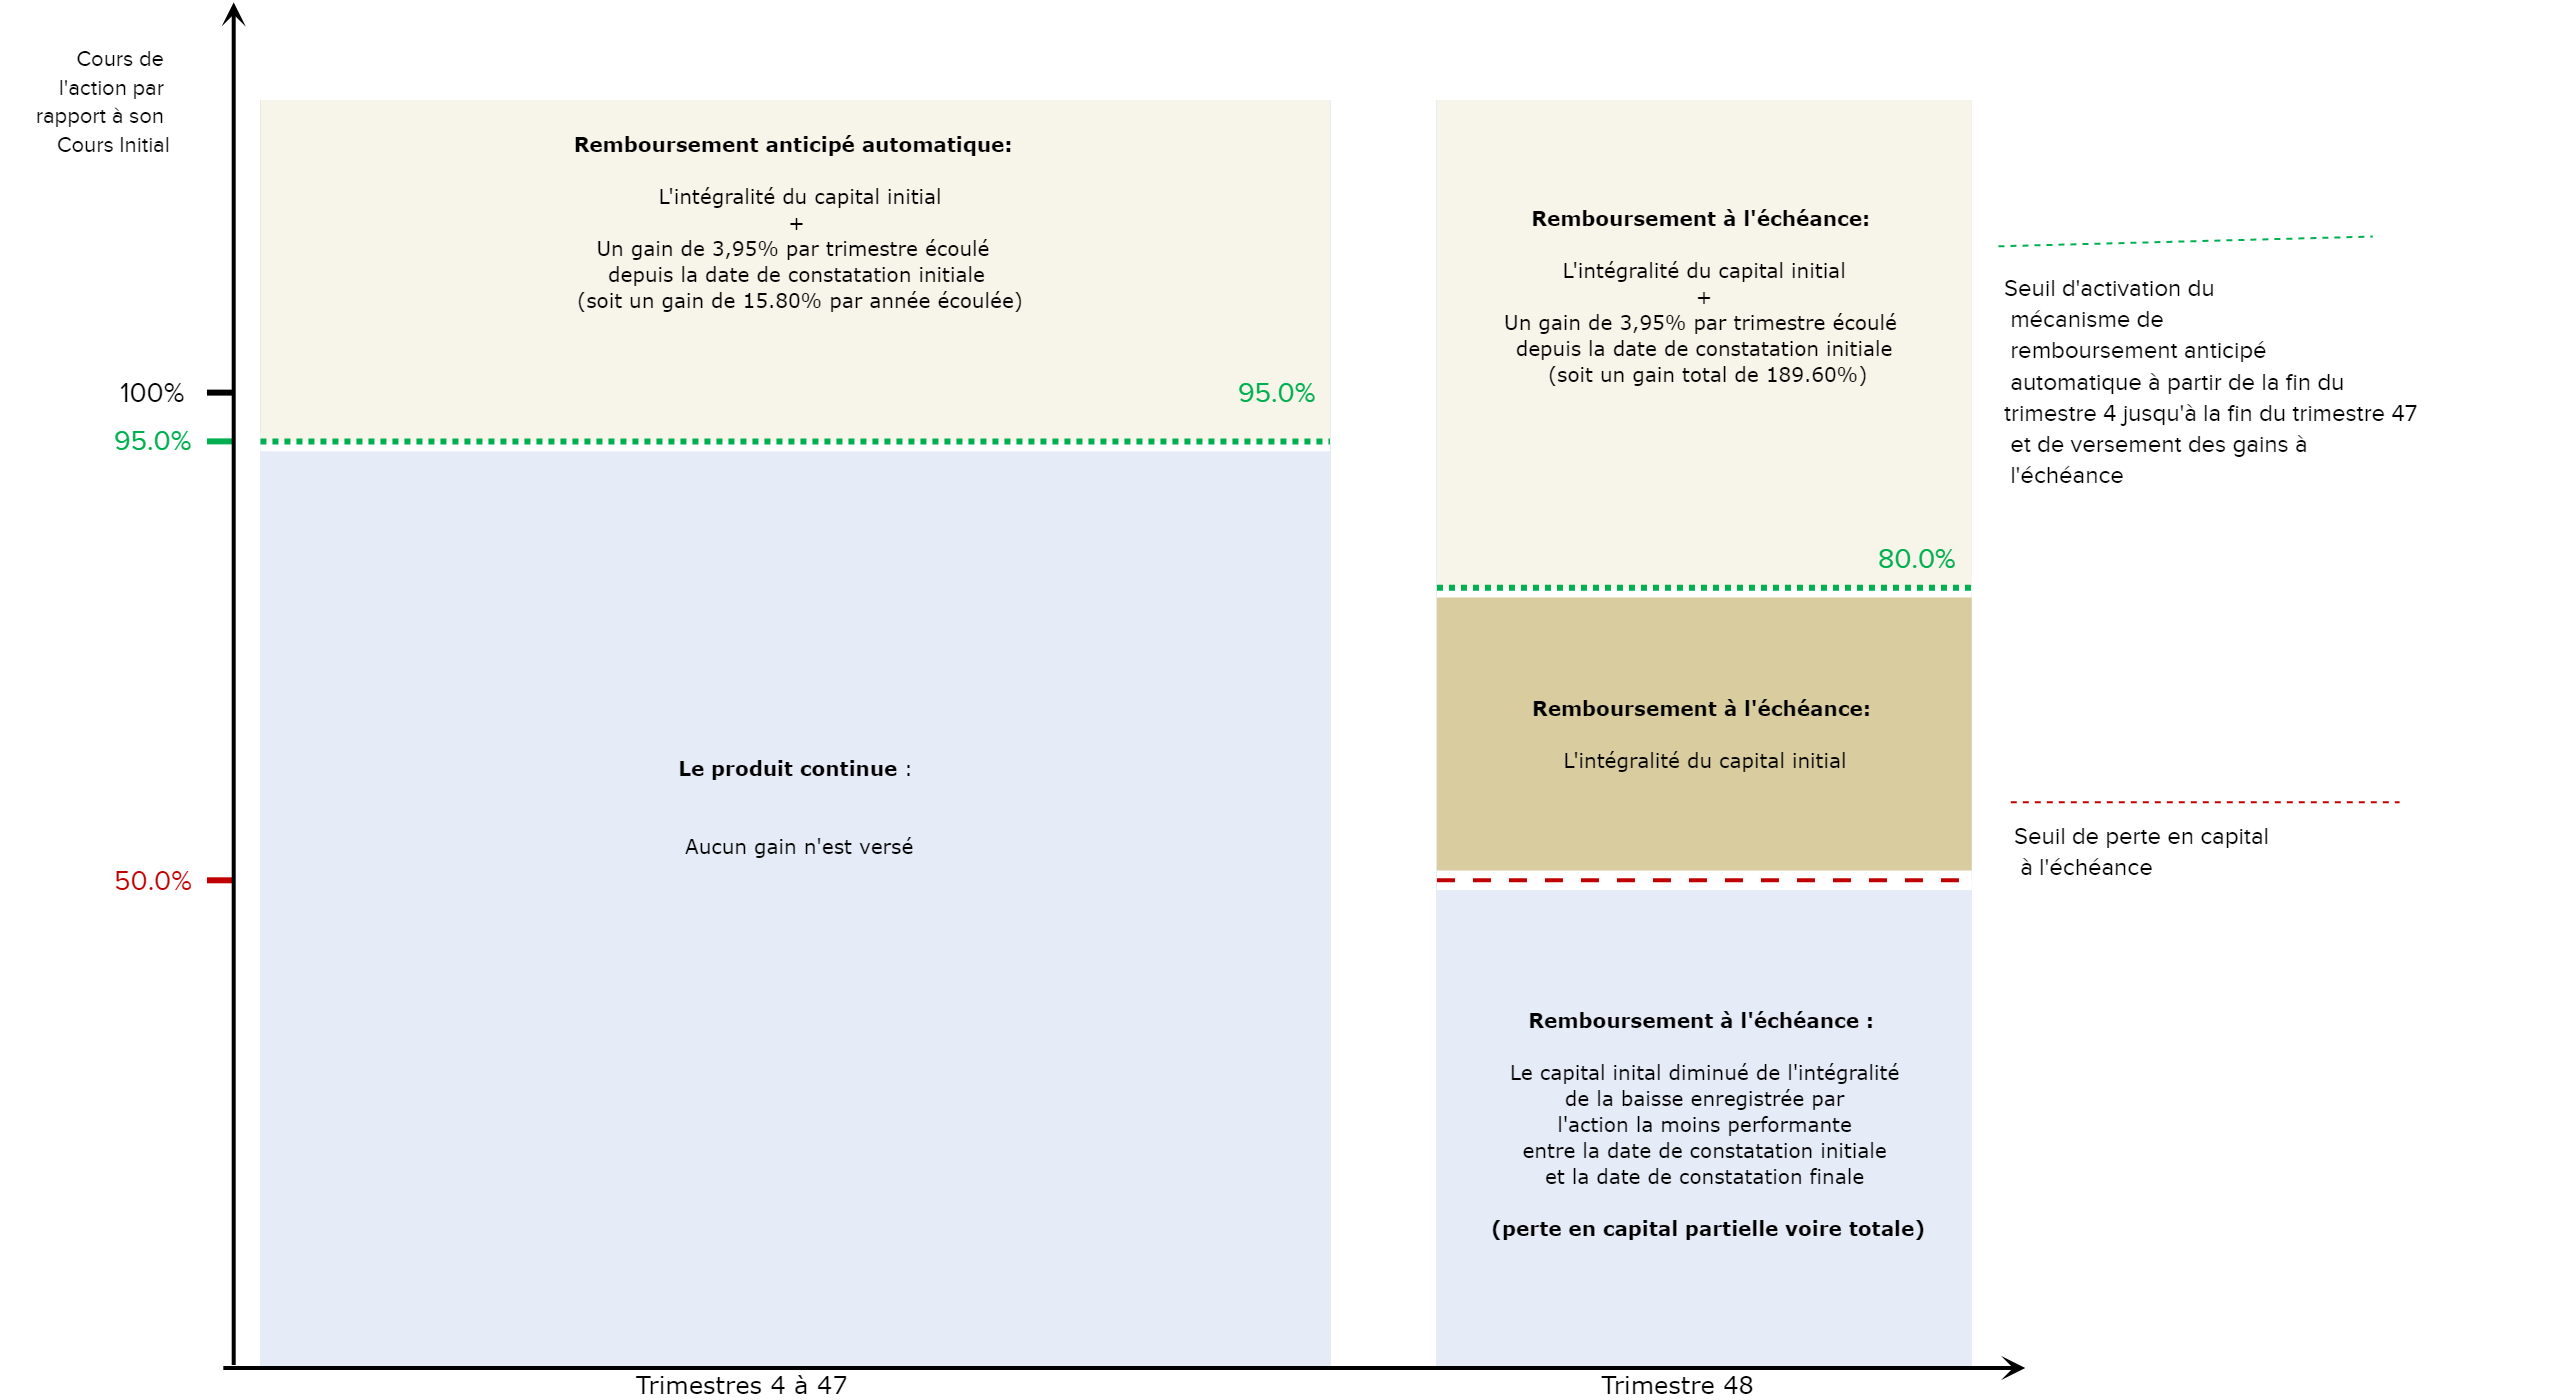 Cours de
l'action par
rapport à son
Cours Initial
100%
95.0%
50.0%
Remboursement anticipé automatique:
L'intégralité du capital initial
+
Un gain de 3,95% par trimestre écoulé
depuis la date de constatation initiale
(soit un gain de 15.80% par année écoulée)
95.0%
Le produit continue :
Aucun gain n'est versé
Remboursement à l'échéance:
L'intégralité du capital initial
+
Un gain de 3,95% par trimestre écoulé
depuis la date de constatation initiale
(soit un gain total de 189.60%)
80.0%
Remboursement à l'échéance:
L'intégralité du capital initial
Remboursement à l'échéance :
Le capital inital diminué de l'intégralité
de la baisse enregistrée par
l'action la moins performante
entre la date de constatation initiale
et la date de constatation finale
(perte en capital partielle voire totale)
Seuil d'activation du
mécanisme de
remboursement anticipé
automatique à partir de la fin du
trimestre 4 jusqu'à la fin du trimestre 47
et de versement des gains à
l'échéance
Seuil de perte en capital
à l'échéance
Trimestres 4 à 47
Trimestre 48